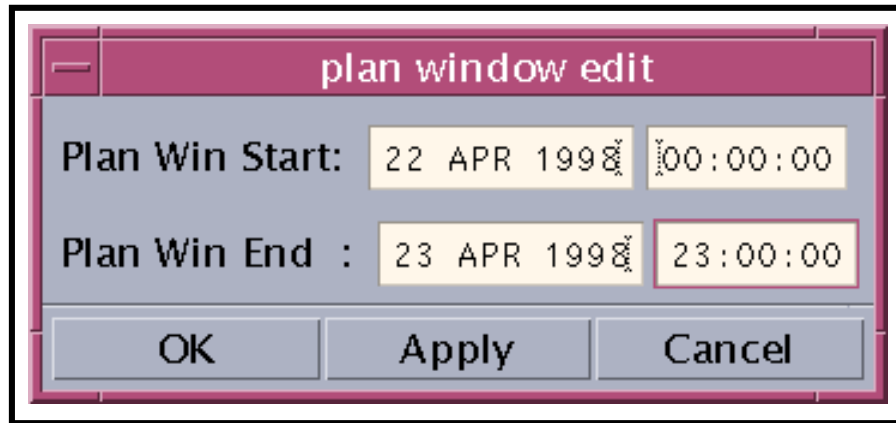 plan window edit
Plan Win Start: 22 APR 1998 00:00:00
Plan Win End : 23 APR 1998 23:00:00
OK Apply Cancel